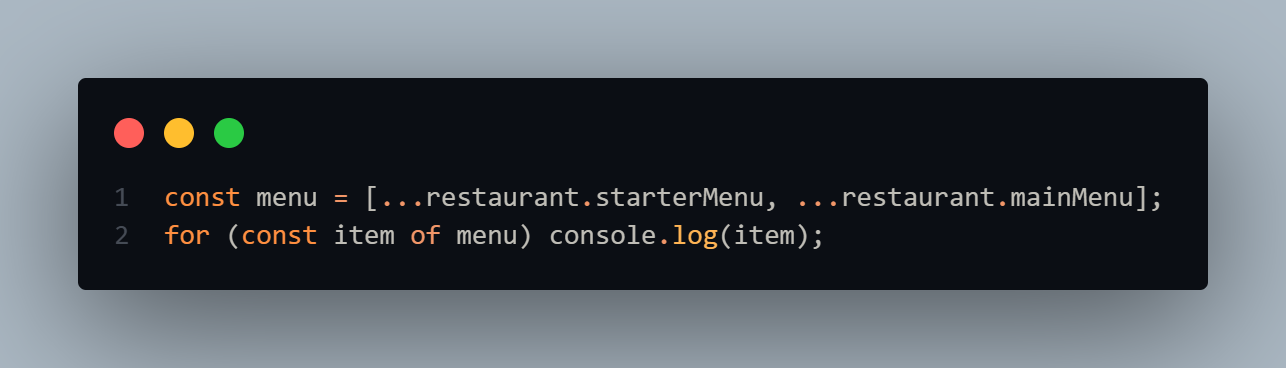 1 const menu = [...restaurant.starterMenu, ...restaurant.mainMenu];
2 for (const item of menu) console.log(item);